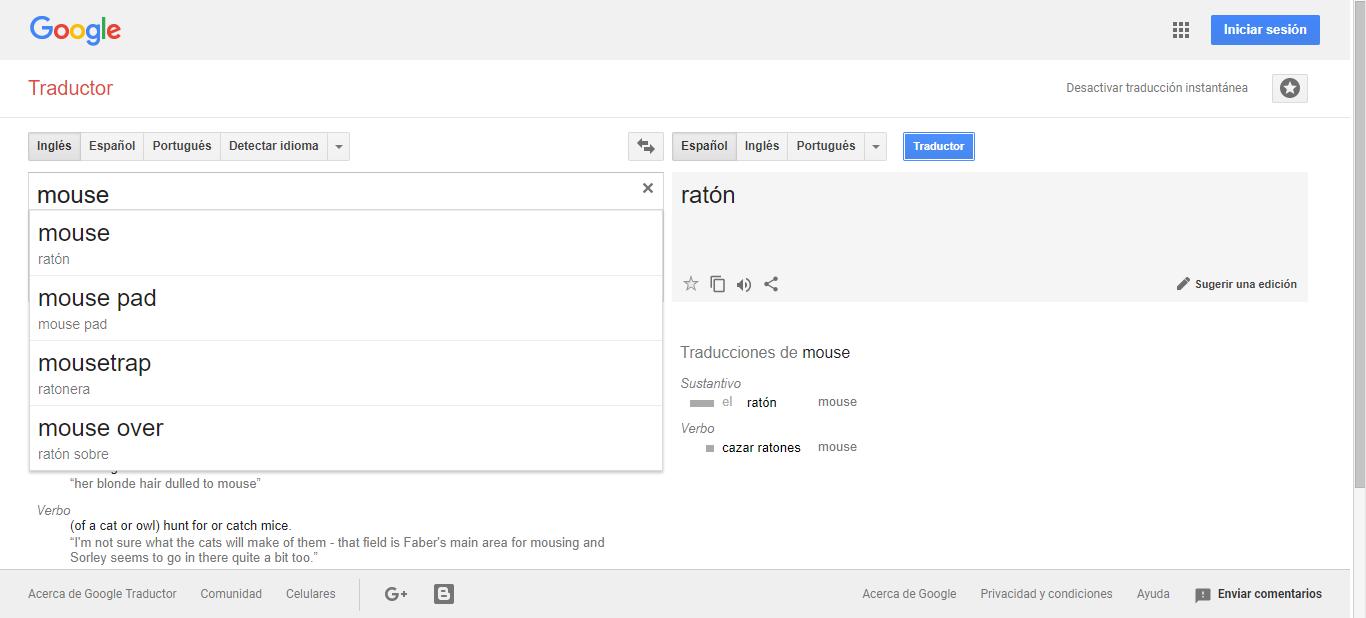 Google
Iniciar sesión
Traductor
Desactivar traducción instantánea
Inglés Español Portugués Detectar idioma
Español Inglés Portugués Traductor
mouse
ratón
mouse
ratón
mouse pad
mouse pad
mousetrap
ratonera
mouse over
ratón sobre
“her blonde hair dulled to mouse”
Verbo
(of a cat or owl) hunt for or catch mice.
“I'm not sure what the cats will make of them - that field is Faber's main area for mousing and
Sorley seems to go in there quite a bit too.”
Sugerir una edición
Traducciones de mouse
Sustantivo
el ratón mouse
Verbo
cazar ratones mouse
Acerca de Google Traductor Comunidad Celulares G+ B Acerca de Google Privacidad y condiciones Ayuda Enviar comentarios